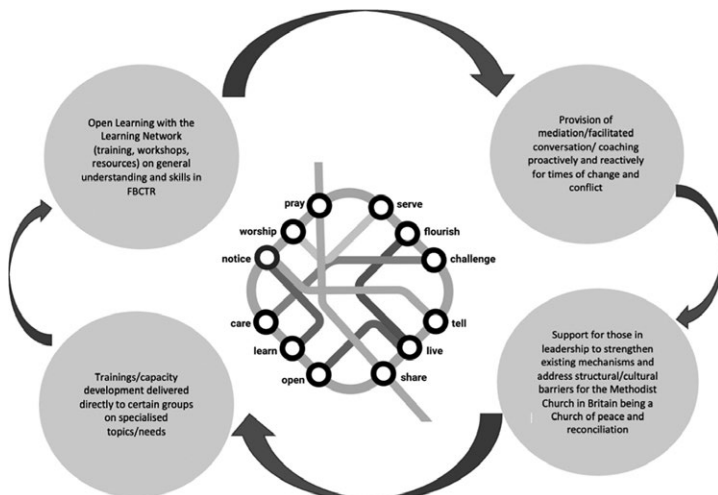 Open Learning with the
Learning Network
(training, workshops,
resources) on general
understanding and skills in
FBCTR
Provision of
mediation/facilitated
conversation/ coaching
proactively and reactively
for times of change and
conflict
pray
serve
worship
flourish
notice
challenge
care
tell
learn
live
open
share
Trainings/capacity
development delivered
directly to certain groups
on specialised
topics/needs
Support for those in
leadership to strengthen
existing mechanisms and
address structural/cultural
barriers for the Methodist
Church in Britain being a
Church of peace and
reconciliation